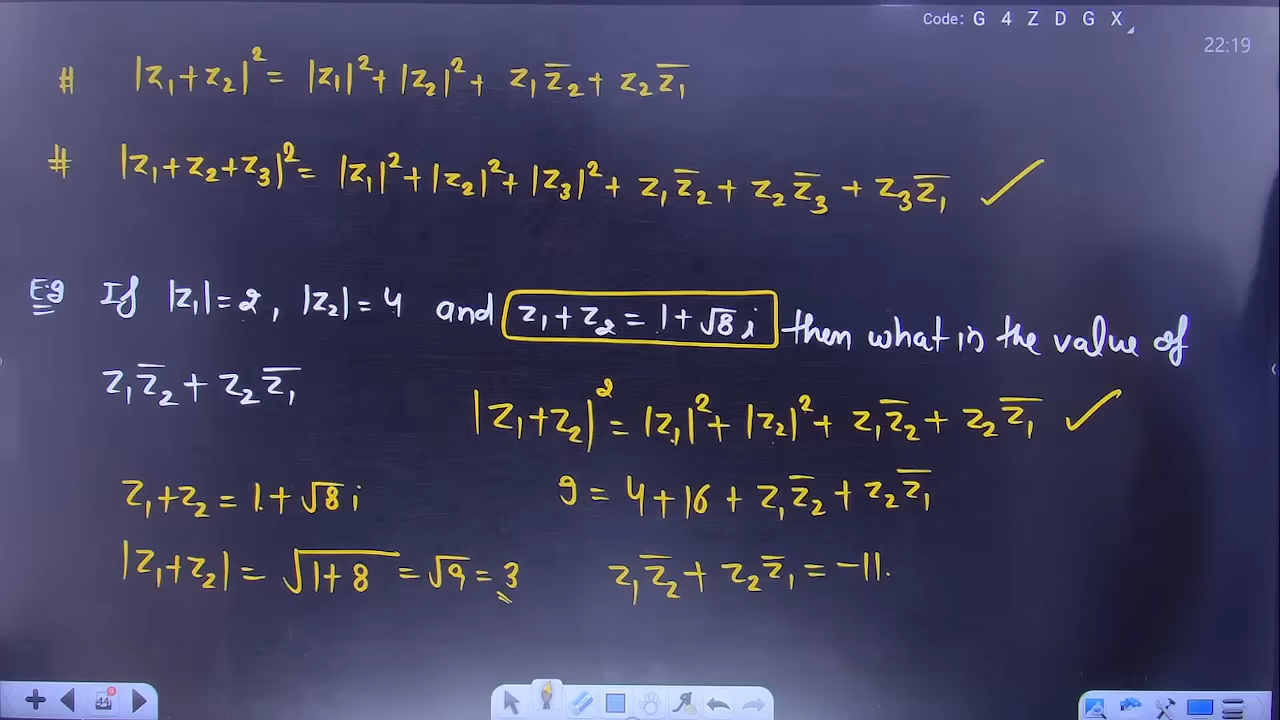 Code: G 4 Z D G X
22:19
# |z₁+z₂|² = |z₁|² + |z₂|² + z₁z̅₂ + z₂z̅₁
# |z₁+z₂+z₃|² = |z₁|² + |z₂|² + |z₃|² + z₁z̅₂ + z₂z̅₃ + z₃z̅₁ ✓
E.g If |z₁|=2, |z₂|=4 and z₁+z₂ = 1+√8 i then what is the value of
z₁z̅₂ + z₂z̅₁
|z₁+z₂|² = |z₁|² + |z₂|² + z₁z̅₂ + z₂z̅₁ ✓
z₁+z₂ = 1+√8 i
9 = 4+16 + z₁z̅₂ + z₂z̅₁
|z₁+z₂| = √(1+8) = √9 = 3
z₁z̅₂ + z₂z̅₁ = -11.
44